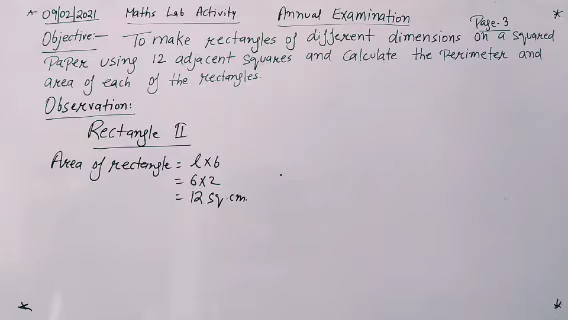 09/02/2021 Maths Lab Activity Annual Examination Page-3
Objective:- To make rectangles of different dimensions on a squared
Paper using 12 adjacent squares and calculate the Perimeter and
area of each of the rectangles.
Observation:
Rectangle II
Area of rectangle = l×b
= 6×2
= 12 sq.cm.